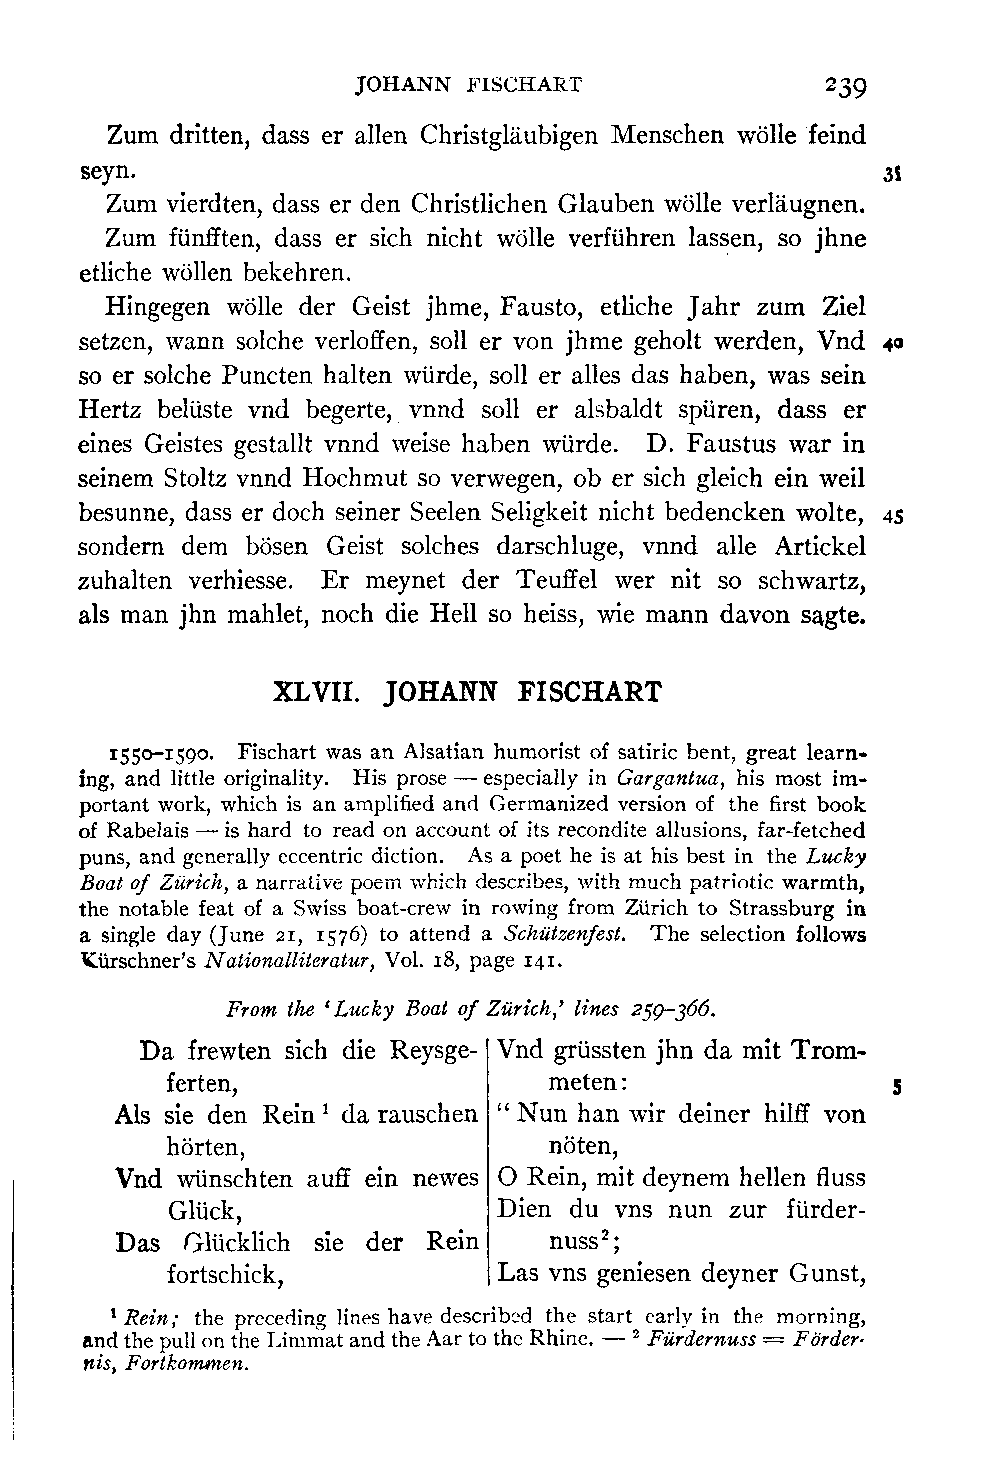 JOHANN FISCHART 239
Zum dritten, dass er allen Christgläubigen Menschen wölle feind
seyn. 35
Zum vierdten, dass er den Christlichen Glauben wölle verläugnen.
Zum fünfften, dass er sich nicht wölle verführen lassen, so jhne
etliche wöllen bekehren.
Hingegen wölle der Geist jhme, Fausto, etliche Jahr zum Ziel
setzen, wann solche verloffen, soll er von jhme geholt werden, Vnd 40
so er solche Puncten halten würde, soll er alles das haben, was sein
Hertz belüste vnd begerte, vnnd soll er alsbaldt spüren, dass er
eines Geistes gestallt vnnd weise haben würde. D. Faustus war in
seinem Stoltz vnnd Hochmut so verwegen, ob er sich gleich ein weil
besunne, dass er doch seiner Seelen Seligkeit nicht bedencken wolte, 45
sondern dem bösen Geist solches darschluge, vnnd alle Artickel
zuhalten verhiesse. Er meynet der Teuffel wer nit so schwartz,
als man jhn mahlet, noch die Hell so heiss, wie mann davon sagte.
XLVII. JOHANN FISCHART
1550–1590. Fischart was an Alsatian humorist of satiric bent, great learn-
ing, and little originality. His prose — especially in Gargantua, his most im-
portant work, which is an amplified and Germanized version of the first book
of Rabelais — is hard to read on account of its recondite allusions, far-fetched
puns, and generally eccentric diction. As a poet he is at his best in the Lucky
Boat of Zürich, a narrative poem which describes, with much patriotic warmth,
the notable feat of a Swiss boat-crew in rowing from Zürich to Strassburg in
a single day (June 21, 1576) to attend a Schützenfest. The selection follows
Kürschner's Nationalliteratur, Vol. 18, page 141.
From the 'Lucky Boat of Zürich,' lines 259–366.
Da frewten sich die Reysge-
ferten,
Als sie den Rein ¹ da rauschen
hörten,
Vnd wünschten auff ein newes
Glück,
Das Glücklich sie der Rein
fortschick,
Vnd grüssten jhn da mit Trom-
meten: 5
“ Nun han wir deiner hilff von
nöten,
O Rein, mit deynem hellen fluss
Dien du vns nun zur fürder-
nuss²;
Las vns geniesen deyner Gunst,
¹ Rein; the preceding lines have described the start early in the morning,
and the pull on the Limmat and the Aar to the Rhine. — ² Fürdernuss = Förder-
nis, Fortkommen.